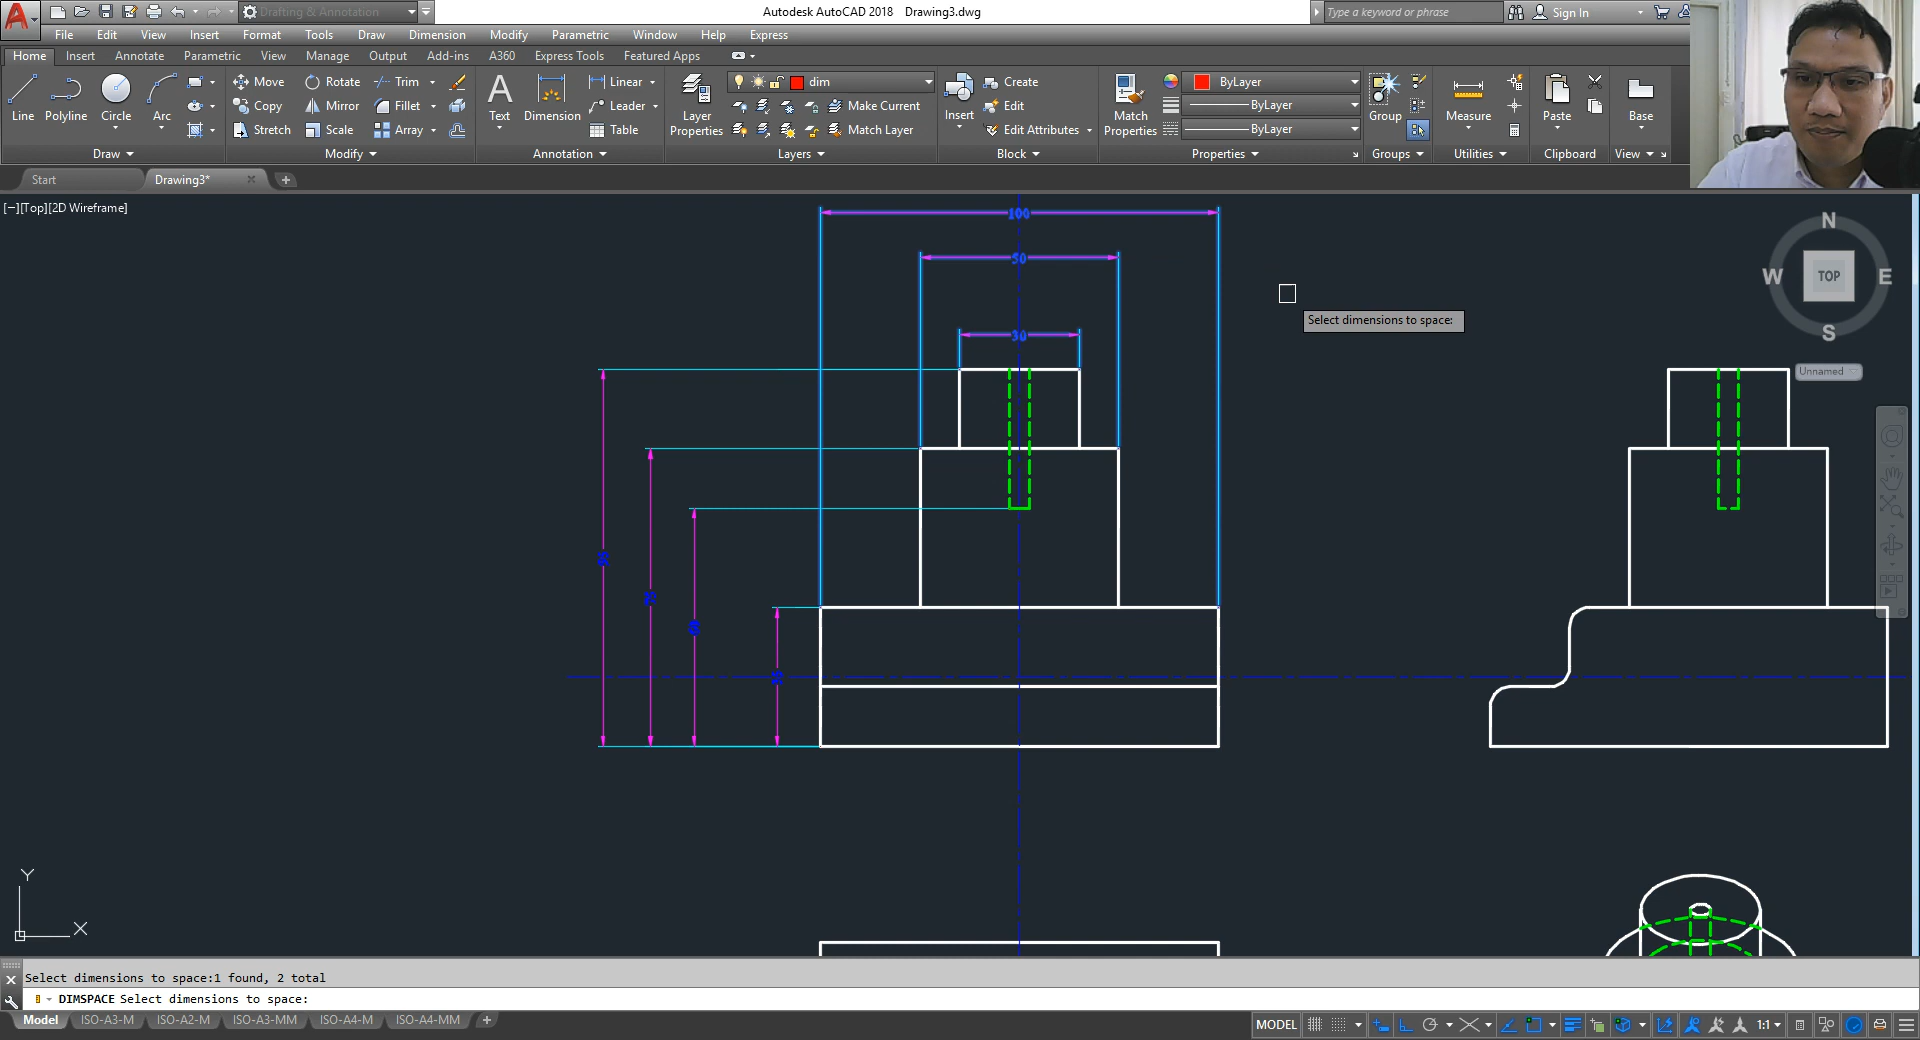 Drafting & Annotation
Autodesk AutoCAD 2018 Drawing3.dwg
Type a keyword or phrase
Sign In
File Edit View Insert Format Tools Draw Dimension Modify Parametric Window Help Express
Home Insert Annotate Parametric View Manage Output Add-ins A360 Express Tools Featured Apps
Line Polyline Circle Arc
Move Rotate Trim
Copy Mirror Fillet
Stretch Scale Array
Text Dimension
Linear
Leader
Table
Layer Properties
dim
Make Current
Match Layer
Insert
Create
Edit
Edit Attributes
Match Properties
ByLayer
ByLayer
ByLayer
Group
Measure
Paste
Base
Draw Modify Annotation Layers Block Properties Groups Utilities Clipboard View
Start Drawing3*
[−][Top][2D Wireframe]
100
50
30
N
W TOP E
S
Select dimensions to space:
Unnamed
Y
X
Select dimensions to space:1 found, 2 total
DIMSPACE Select dimensions to space:
Model ISO-A3-M ISO-A2-M ISO-A3-MM ISO-A4-M ISO-A4-MM
MODEL 1:1